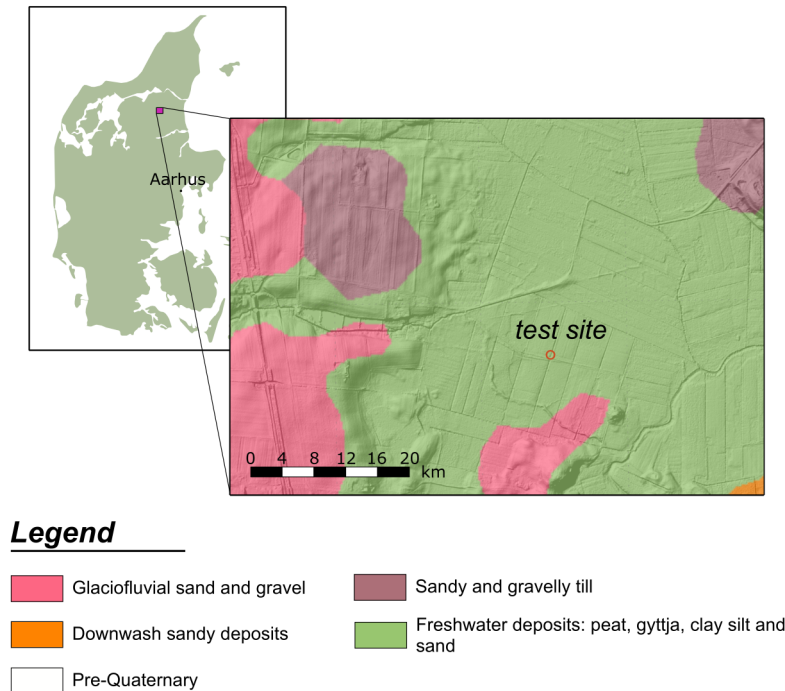 Aarhus
test site
0 4 8 12 16 20
km
Legend
Glaciofluvial sand and gravel
Downwash sandy deposits
Pre-Quaternary
Sandy and gravelly till
Freshwater deposits: peat, gyttja, clay silt and
sand